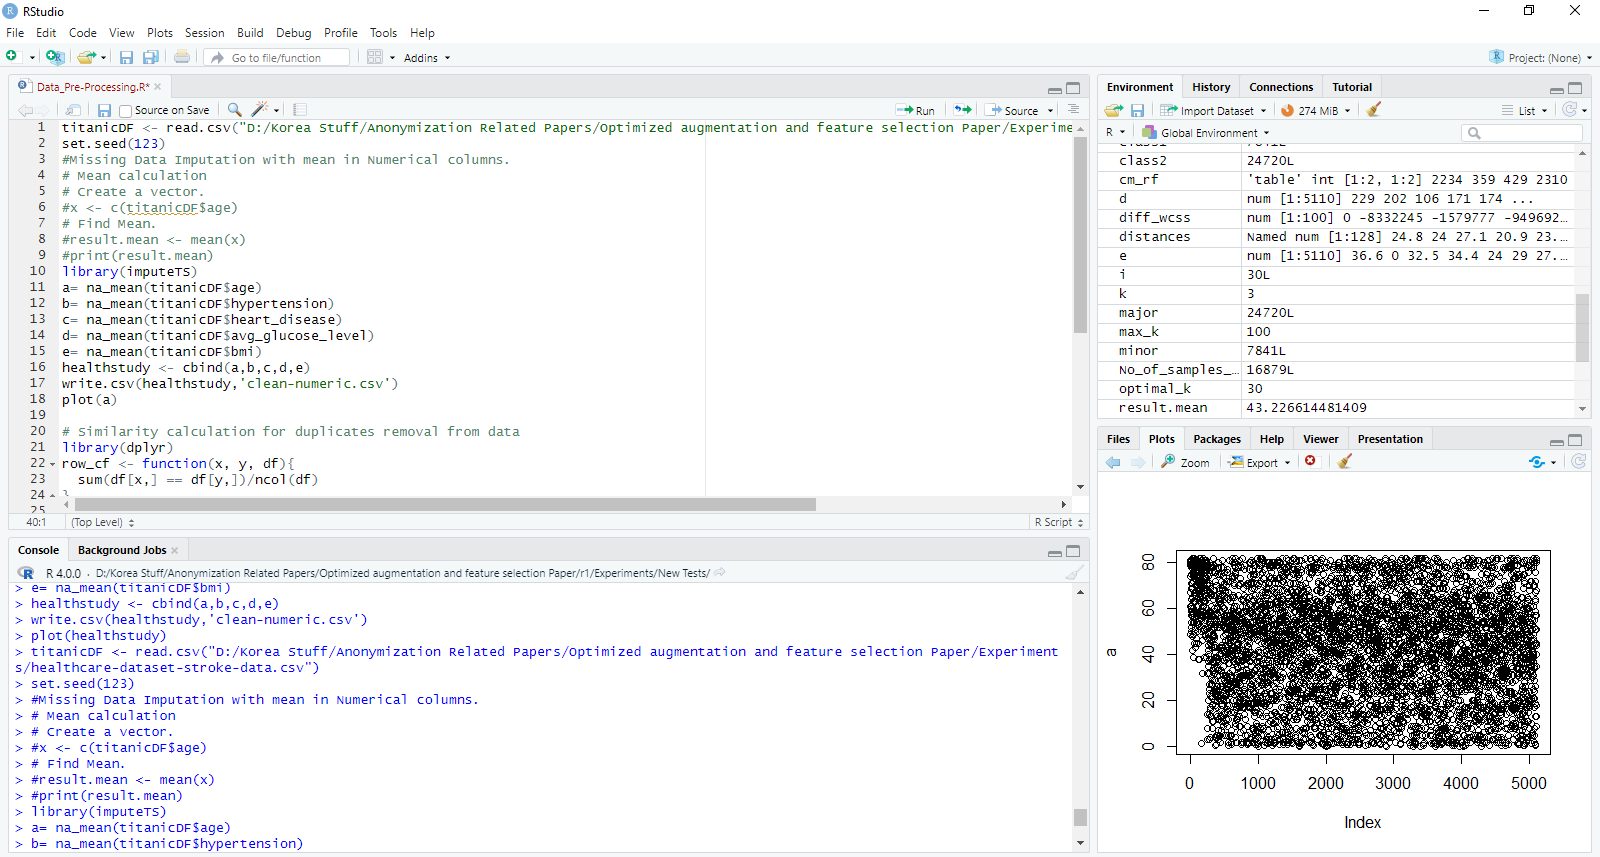 RStudio
File Edit Code View Plots Session Build Debug Profile Tools Help
Go to file/function
Addins
Project: (None)
Data_Pre-Processing.R*
Source on Save
Run
Source
1 titanicDF <- read.csv("D:/Korea Stuff/Anonymization Related Papers/Optimized augmentation and feature selection Paper/Experime
2 set.seed(123)
3 #Missing Data Imputation with mean in Numerical columns.
4 # Mean calculation
5 # Create a vector.
6 #x <- c(titanicDF$age)
7 # Find Mean.
8 #result.mean <- mean(x)
9 #print(result.mean)
10 library(imputeTS)
11 a= na_mean(titanicDF$age)
12 b= na_mean(titanicDF$hypertension)
13 c= na_mean(titanicDF$heart_disease)
14 d= na_mean(titanicDF$avg_glucose_level)
15 e= na_mean(titanicDF$bmi)
16 healthstudy <- cbind(a,b,c,d,e)
17 write.csv(healthstudy,'clean-numeric.csv')
18 plot(a)
19
20 # Similarity calculation for duplicates removal from data
21 library(dplyr)
22 row_cf <- function(x, y, df){
23 sum(df[x,] == df[y,])/ncol(df)
24 }
25
40:1 (Top Level) R Script
Console Background Jobs
R 4.0.0 · D:/Korea Stuff/Anonymization Related Papers/Optimized augmentation and feature selection Paper/r1/Experiments/New Tests/
> e= na_mean(titanicDF$bmi)
> healthstudy <- cbind(a,b,c,d,e)
> write.csv(healthstudy,'clean-numeric.csv')
> plot(healthstudy)
> titanicDF <- read.csv("D:/Korea Stuff/Anonymization Related Papers/Optimized augmentation and feature selection Paper/Experiment
s/healthcare-dataset-stroke-data.csv")
> set.seed(123)
> #Missing Data Imputation with mean in Numerical columns.
> # Mean calculation
> # Create a vector.
> #x <- c(titanicDF$age)
> # Find Mean.
> #result.mean <- mean(x)
> #print(result.mean)
> library(imputeTS)
> a= na_mean(titanicDF$age)
> b= na_mean(titanicDF$hypertension)
Environment History Connections Tutorial
Import Dataset 274 MiB List
R Global Environment
class1 7841L
class2 24720L
cm_rf 'table' int [1:2, 1:2] 2234 359 429 2310
d num [1:5110] 229 202 106 171 174 ...
diff_wcss num [1:100] 0 -8332245 -1579777 -949692…
distances Named num [1:128] 24.8 24 27.1 20.9 23.…
e num [1:5110] 36.6 0 32.5 34.4 24 29 27.…
i 30L
k 3
major 24720L
max_k 100
minor 7841L
No_of_samples_… 16879L
optimal_k 30
result.mean 43.226614481409
Files Plots Packages Help Viewer Presentation
Zoom Export
80
60
40
20
0
a
0 1000 2000 3000 4000 5000
Index